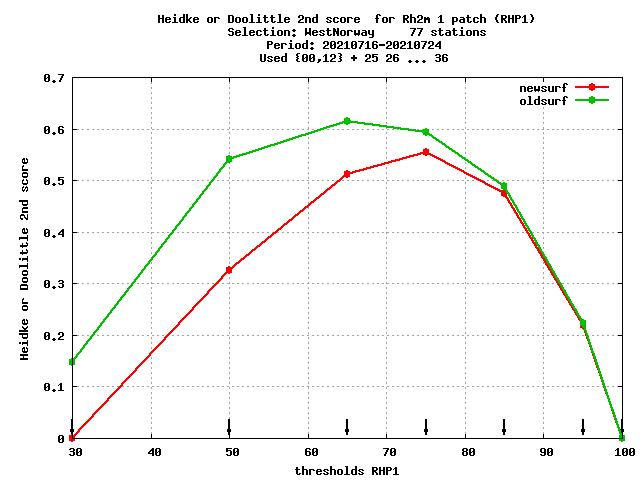 Heidke or Doolittle 2nd score  for Rh2m 1 patch (RHP1)
Selection: WestNorway     77 stations
Period: 20210716-20210724
Used {00,12} + 25 26 ... 36
newsurf
oldsurf
0.7
0.6
0.5
0.4
0.3
0.2
0.1
0
Heidke or Doolittle 2nd score
30 40 50 60 70 80 90 100
thresholds RHP1